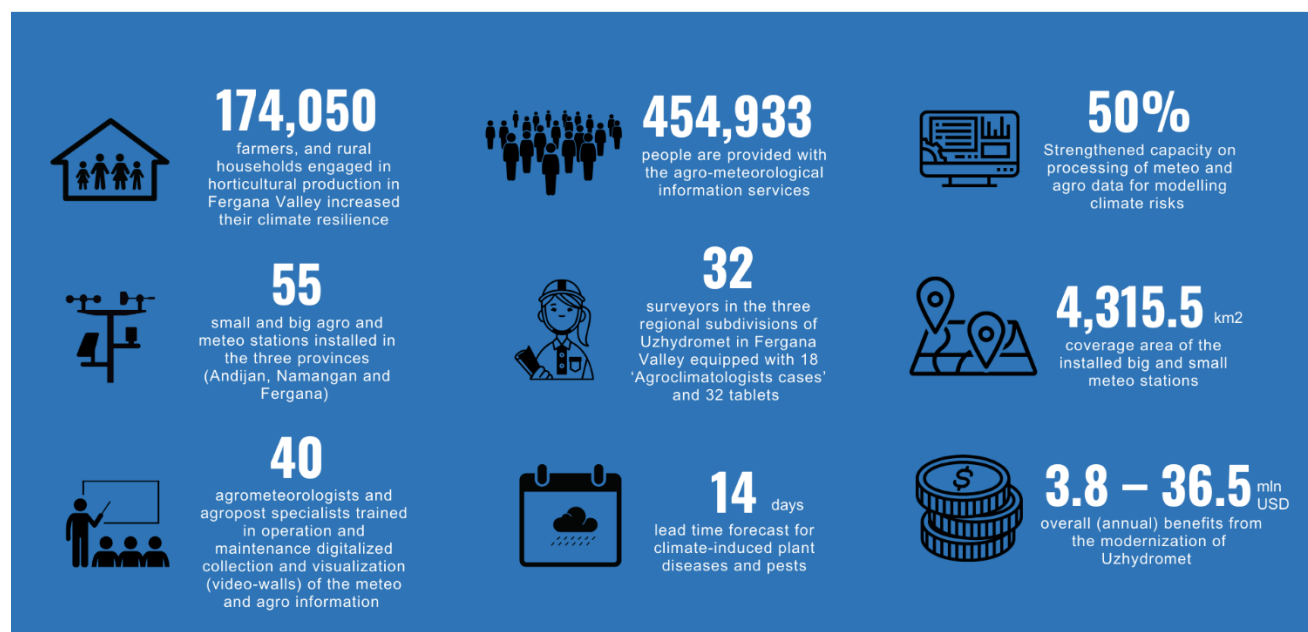 174,050
farmers, and rural
households engaged in
horticultural production in
Fergana Valley increased
their climate resilience
454,933
people are provided with
the agro-meteorological
information services
50%
Strengthened capacity on
processing of meteo and
agro data for modelling
climate risks
55
small and big agro and
meteo stations installed in
the three provinces
(Andijan, Namangan and
Fergana)
32
surveyors in the three
regional subdivisions of
Uzhydromet in Fergana
Valley equipped with 18
‘Agroclimatologists cases’
and 32 tablets
4,315.5 km2
coverage area of the
installed big and small
meteo stations
40
agrometeorologists and
agropost specialists trained
in operation and
maintenance digitalized
collection and visualization
(video-walls) of the meteo
and agro information
14 days
lead time forecast for
climate-induced plant
diseases and pests
$
3.8 – 36.5 mln
USD
overall (annual) benefits from
the modernization of
Uzhydromet